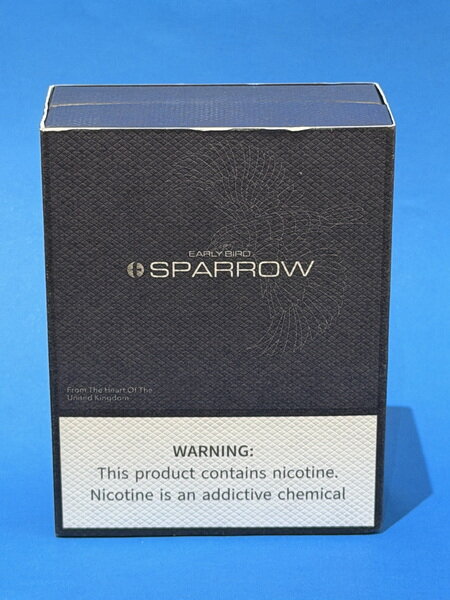 EARLY BIRD
SPARROW
From The Heart Of The
United Kingdom
WARNING:
This product contains nicotine.
Nicotine is an addictive chemical